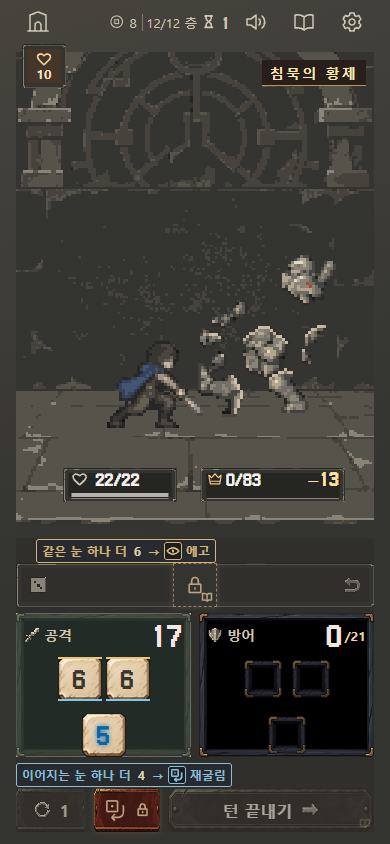 8 12/12 층 1
10
침묵의 황제
22/22
0/83 −13
같은 눈 하나 더 6 → 에고
공격 17
방어 0/21
6 6
5
이어지는 눈 하나 더 4 → 재굴림
1
턴 끝내기 ➡